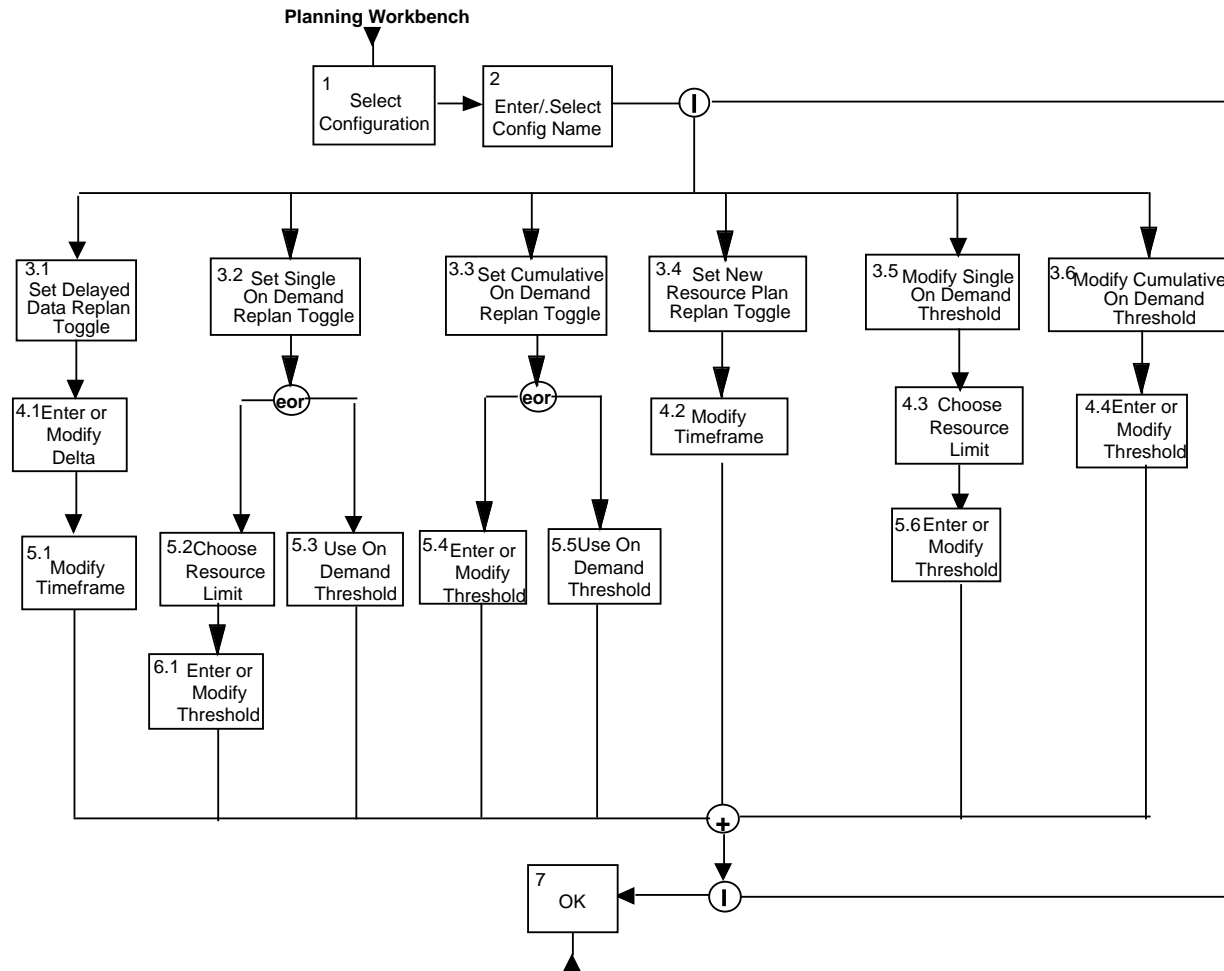 Planning Workbench
1
Select
Configuration
2
Enter/.Select
Config Name
I
3.1
Set Delayed
Data Replan
Toggle
3.2 Set Single
On Demand
Replan Toggle
3.3 Set Cumulative
On Demand
Replan Toggle
3.4 Set New
Resource Plan
Replan Toggle
3.5 Modify Single
On Demand
Threshold
3.6 Modify Cumulative
On Demand
Threshold
4.1 Enter or
Modify
Delta
eor
eor
4.2 Modify
Timeframe
4.3 Choose
Resource
Limit
4.4 Enter or
Modify
Threshold
5.1
Modify
Timeframe
5.2 Choose
Resource
Limit
5.3 Use On
Demand
Threshold
5.4 Enter or
Modify
Threshold
5.5 Use On
Demand
Threshold
5.6 Enter or
Modify
Threshold
6.1 Enter or
Modify
Threshold
+
7
OK
I